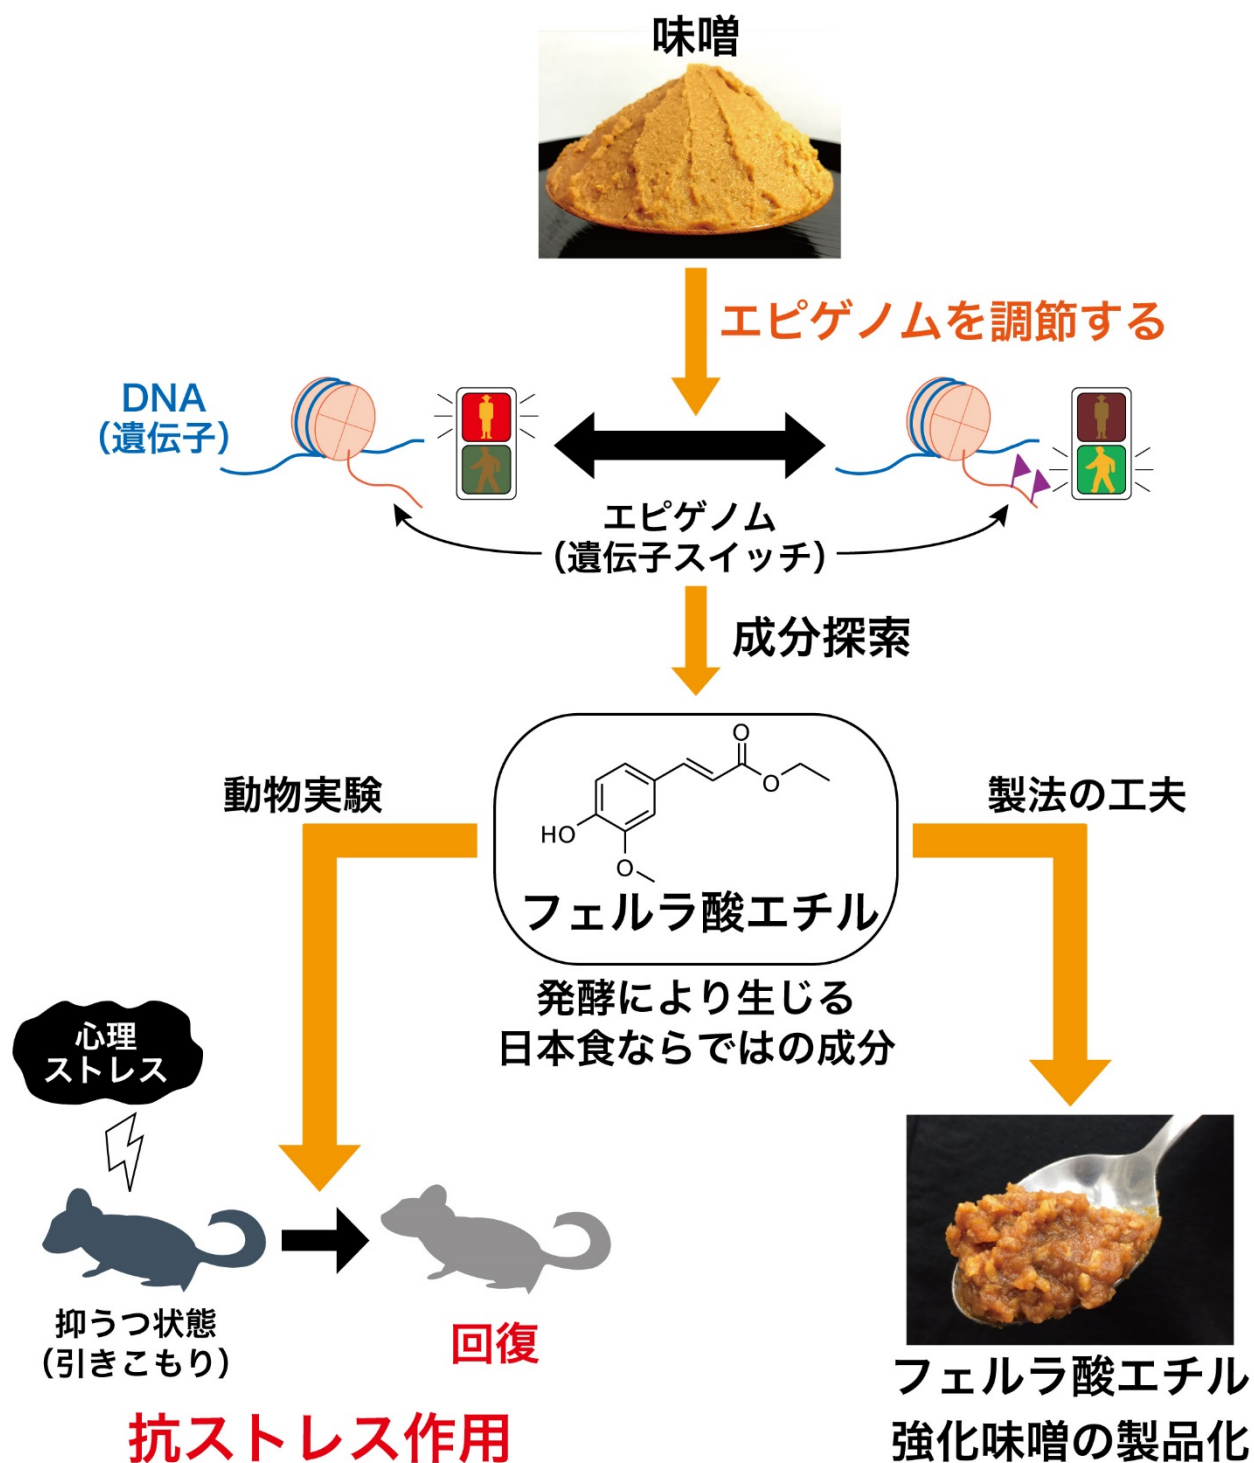 味噌
エピゲノムを調節する
DNA
(遺伝子)
エピゲノム
(遺伝子スイッチ)
成分探索
動物実験
製法の工夫
O
O
HO
O
フェルラ酸エチル
発酵により生じる
日本食ならではの成分
心理
ストレス
抑うつ状態
(引きこもり)
回復
抗ストレス作用
フェルラ酸エチル
強化味噌の製品化